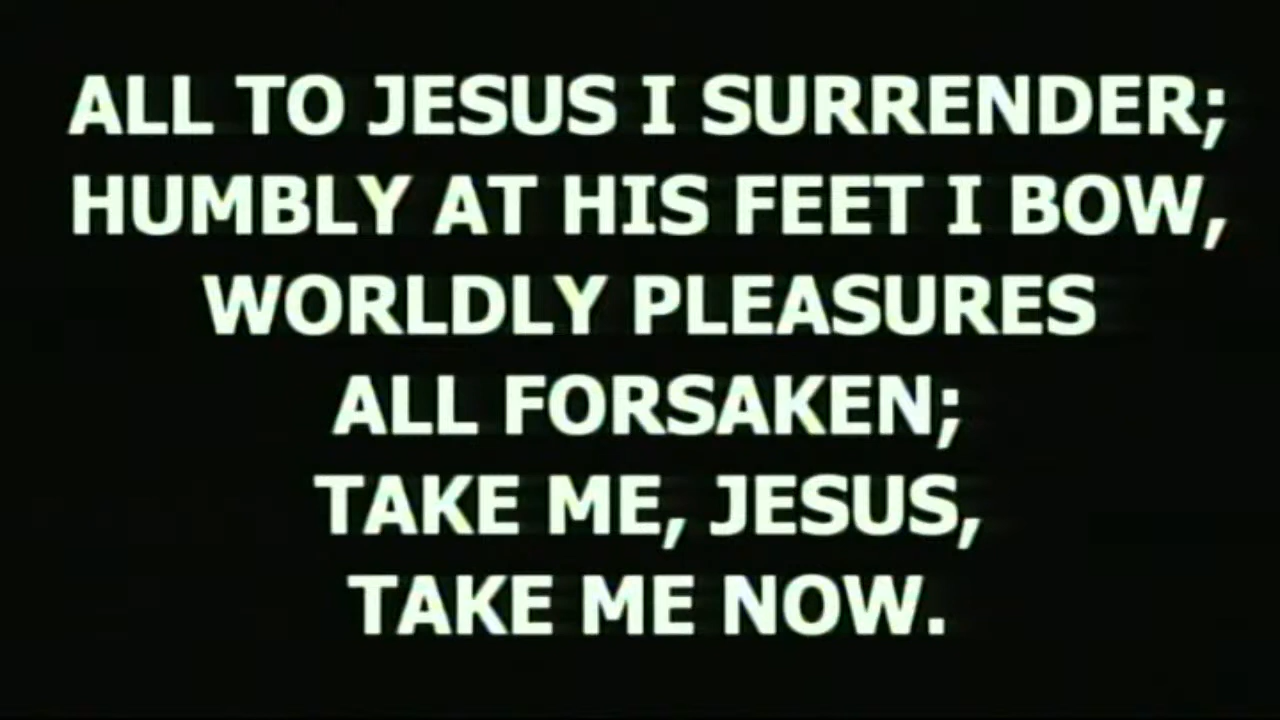 ALL TO JESUS I SURRENDER;
HUMBLY AT HIS FEET I BOW,
WORLDLY PLEASURES
ALL FORSAKEN;
TAKE ME, JESUS,
TAKE ME NOW.